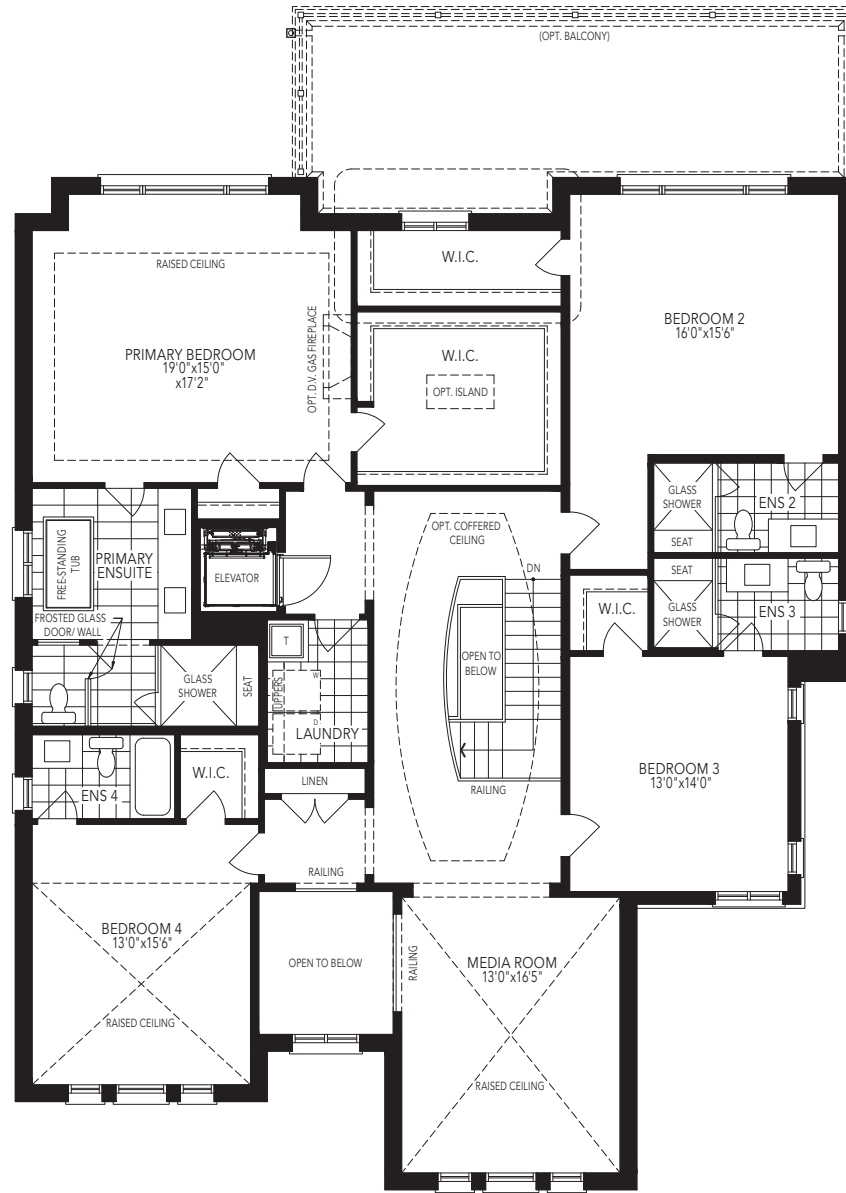 (OPT. BALCONY)
RAISED CEILING
PRIMARY BEDROOM
19'0"x15'0"
x17'2"
OPT. D.V. GAS FIREPLACE
W.I.C.
W.I.C.
OPT. ISLAND
BEDROOM 2
16'0"x15'6"
GLASS
SHOWER
SEAT
ENS 2
SEAT
GLASS
SHOWER
ENS 3
W.I.C.
FREE-STANDING
TUB
PRIMARY
ENSUITE
FROSTED GLASS
DOOR/ WALL
ELEVATOR
OPT. COFFERED
CEILING
DN
OPEN TO
BELOW
RAILING
GLASS
SHOWER
SEAT
T
UPPERS
W
D
LAUNDRY
LINEN
ENS 4
W.I.C.
BEDROOM 3
13'0"x14'0"
RAILING
BEDROOM 4
13'0"x15'6"
RAISED CEILING
OPEN TO BELOW
RAILING
MEDIA ROOM
13'0"x16'5"
RAISED CEILING